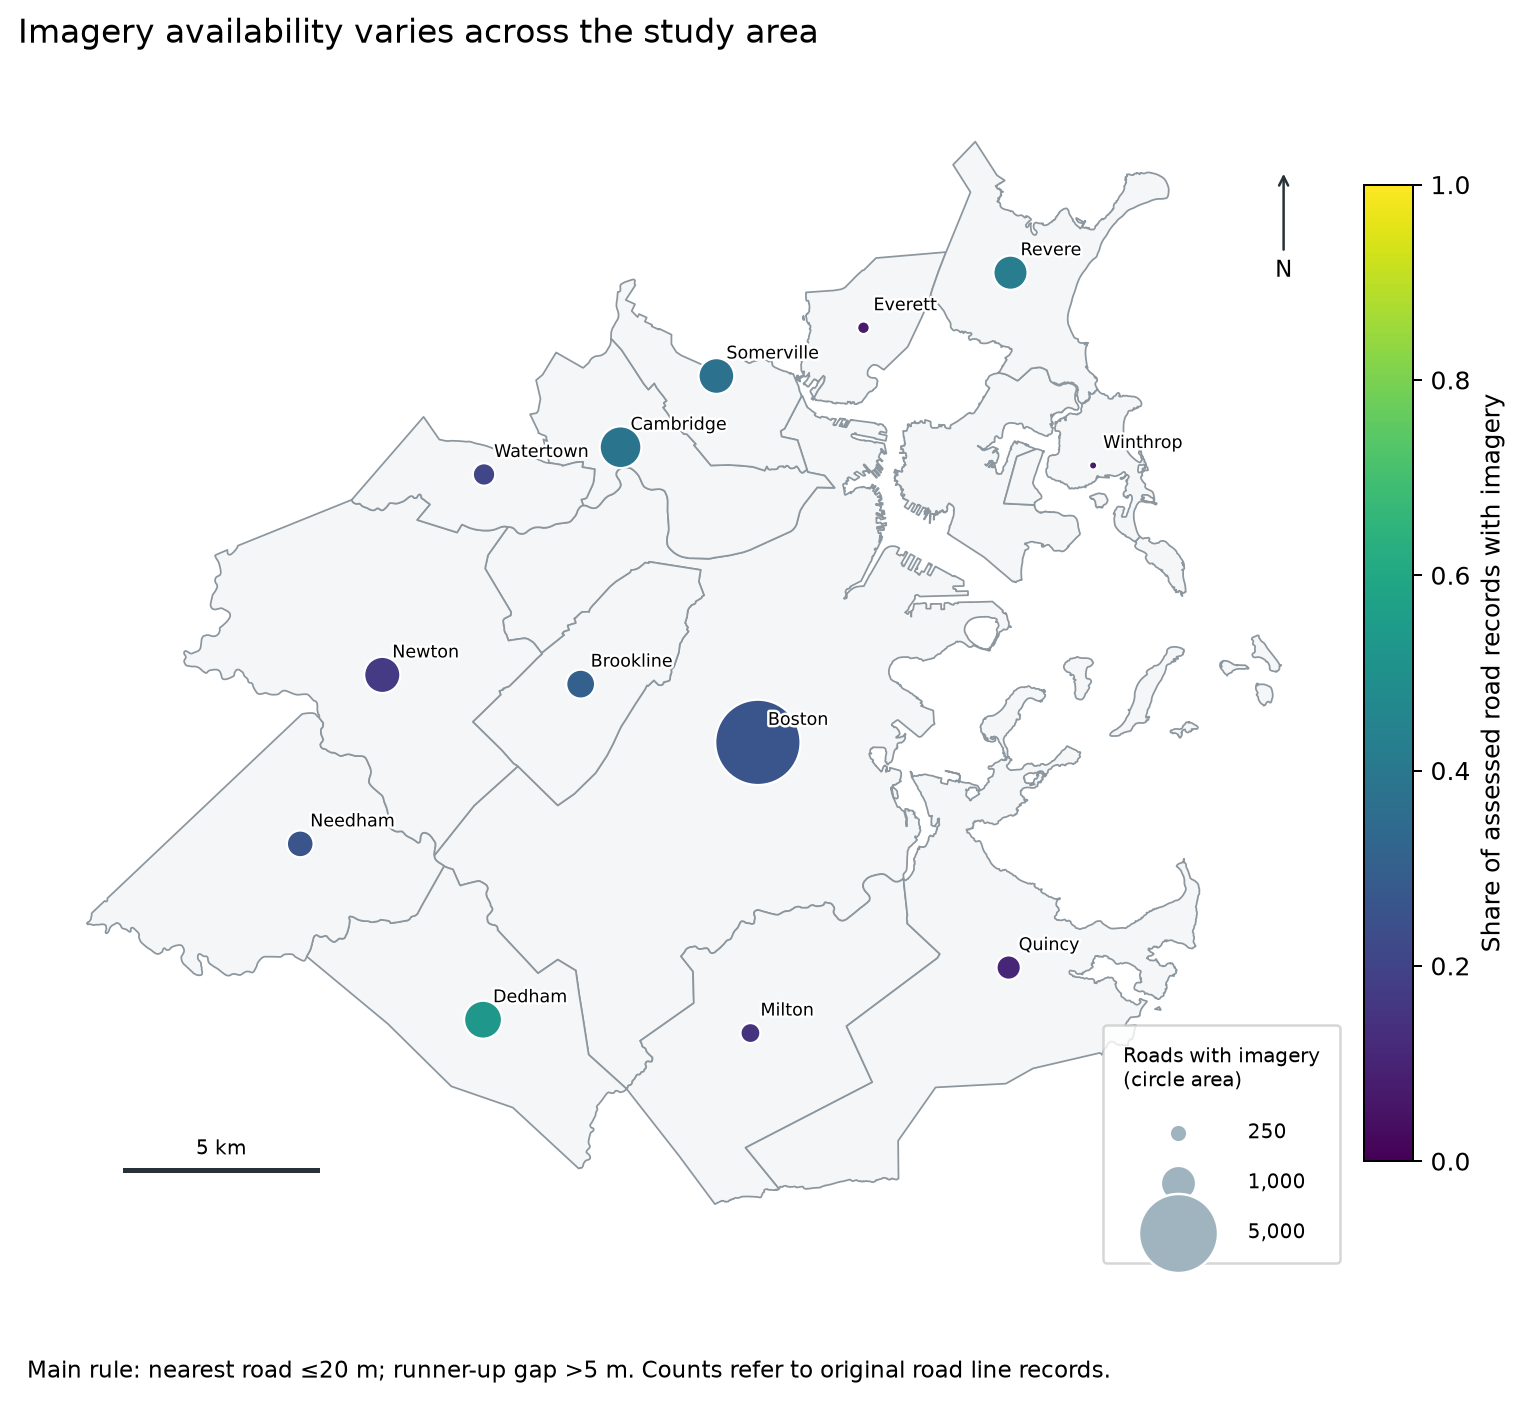 Imagery availability varies across the study area
Revere
N
Everett
Somerville
Cambridge
Watertown
Winthrop
Newton
Brookline
Boston
Needham
Quincy
Dedham
Milton
5 km
Roads with imagery
(circle area)
250
1,000
5,000
1.0
0.8
0.6
0.4
0.2
0.0
Share of assessed road records with imagery
Main rule: nearest road ≤20 m; runner-up gap >5 m. Counts refer to original road line records.